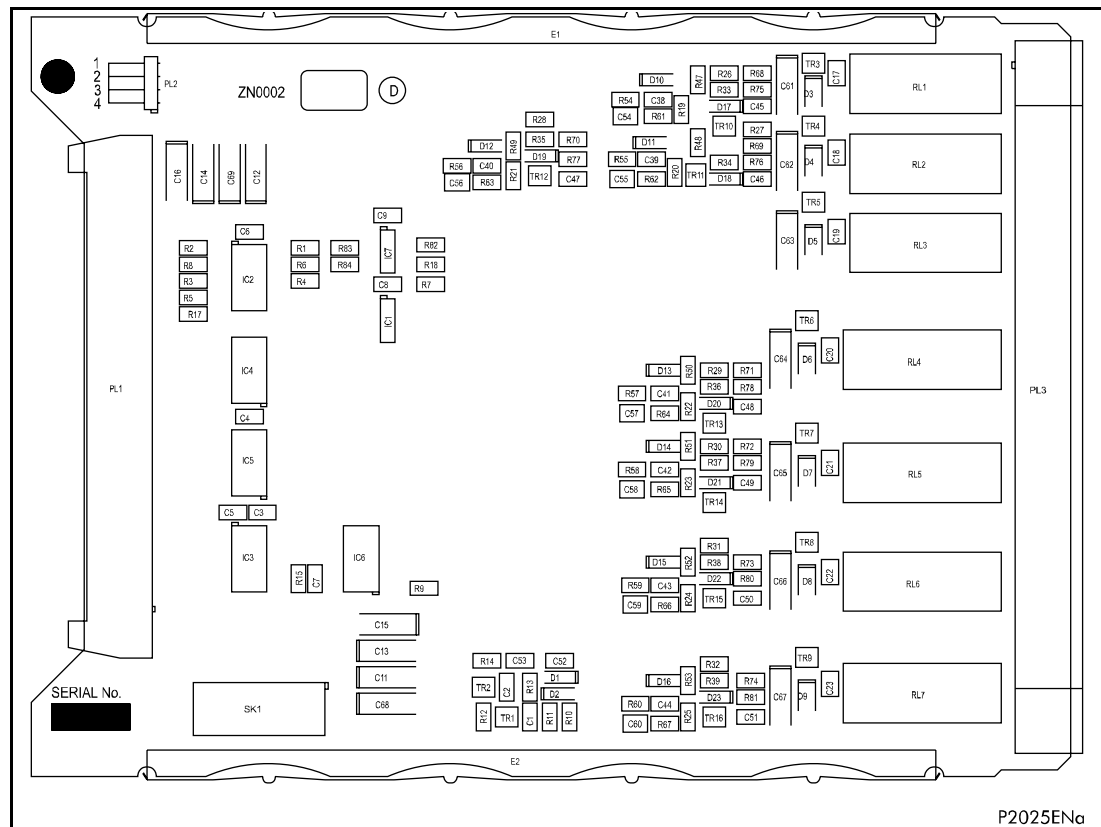 E1
1
2
3
4
PL2
ZN0002
D
D10
R47
R26
R68
C61
TR3
C17
RL1
R54
C38
R19
R33
R75
D3
C54
R61
D17
C45
R28
TR10
TR4
D12
R49
R35
R70
D11
R48
R27
R69
C62
C18
RL2
D19
R77
R55
C39
R34
R76
D4
R56
C40
R21
TR12
C47
C55
R62
R20
TR11
D18
C46
C56
R63
C16
C14
C69
C12
TR5
C9
C63
D5
C19
RL3
C6
R2
R1
R83
IC7
R82
R8
IC2
R6
R84
R18
R3
R4
C8
R7
R5
R17
IC1
TR6
C64
D6
C20
RL4
IC4
D13
R50
R29
R71
PL1
PL3
R36
R78
R57
C41
R22
D20
C48
C57
R64
C4
TR13
TR7
IC5
D14
R51
R30
R72
C65
D7
C21
RL5
R37
R79
R58
C42
R23
D21
C49
C58
R65
TR14
C5
C3
IC3
IC6
R31
TR8
D15
R52
R38
R73
C66
D8
C22
RL6
R15
C7
R9
R59
C43
R24
D22
R80
C59
R66
TR15
C50
C15
C13
R14
C53
C52
R32
TR9
C11
TR2
C2
R13
D1
D16
R53
R39
R74
C67
D9
C23
RL7
SERIAL No.
D2
D23
R81
SK1
C68
R60
C44
R25
R12
TR1
C1
R11
R10
C60
R67
TR16
C51
E2
P2025ENa